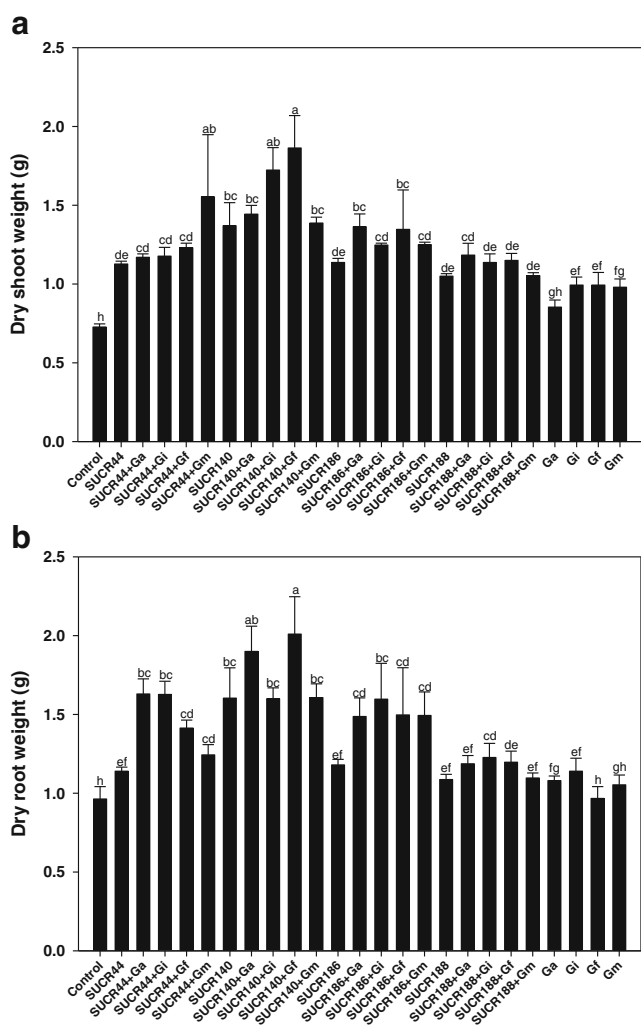 a
2.5
2.0
1.5
1.0
0.5
0.0
Dry shoot weight (g)
h
de
cd
cd
cd
ab
bc
bc
ab
a
bc
de
bc
cd
bc
cd
de
cd
de
de
de
gh
ef
ef
fg
Control
SUCR44
SUCR44+Ga
SUCR44+Gi
SUCR44+Gf
SUCR44+Gm
SUCR140
SUCR140+Ga
SUCR140+Gi
SUCR140+Gf
SUCR140+Gm
SUCR186
SUCR186+Ga
SUCR186+Gi
SUCR186+Gf
SUCR186+Gm
SUCR188
SUCR188+Ga
SUCR188+Gi
SUCR188+Gf
SUCR188+Gm
Ga
Gi
Gf
Gm
b
2.5
2.0
1.5
1.0
0.5
0.0
Dry root weight (g)
h
ef
bc
bc
cd
cd
bc
ab
bc
a
bc
ef
cd
bc
cd
cd
ef
ef
cd
de
ef
fg
ef
h
gh
Control
SUCR44
SUCR44+Ga
SUCR44+Gi
SUCR44+Gf
SUCR44+Gm
SUCR140
SUCR140+Ga
SUCR140+Gi
SUCR140+Gf
SUCR140+Gm
SUCR186
SUCR186+Ga
SUCR186+Gi
SUCR186+Gf
SUCR186+Gm
SUCR188
SUCR188+Ga
SUCR188+Gi
SUCR188+Gf
SUCR188+Gm
Ga
Gi
Gf
Gm